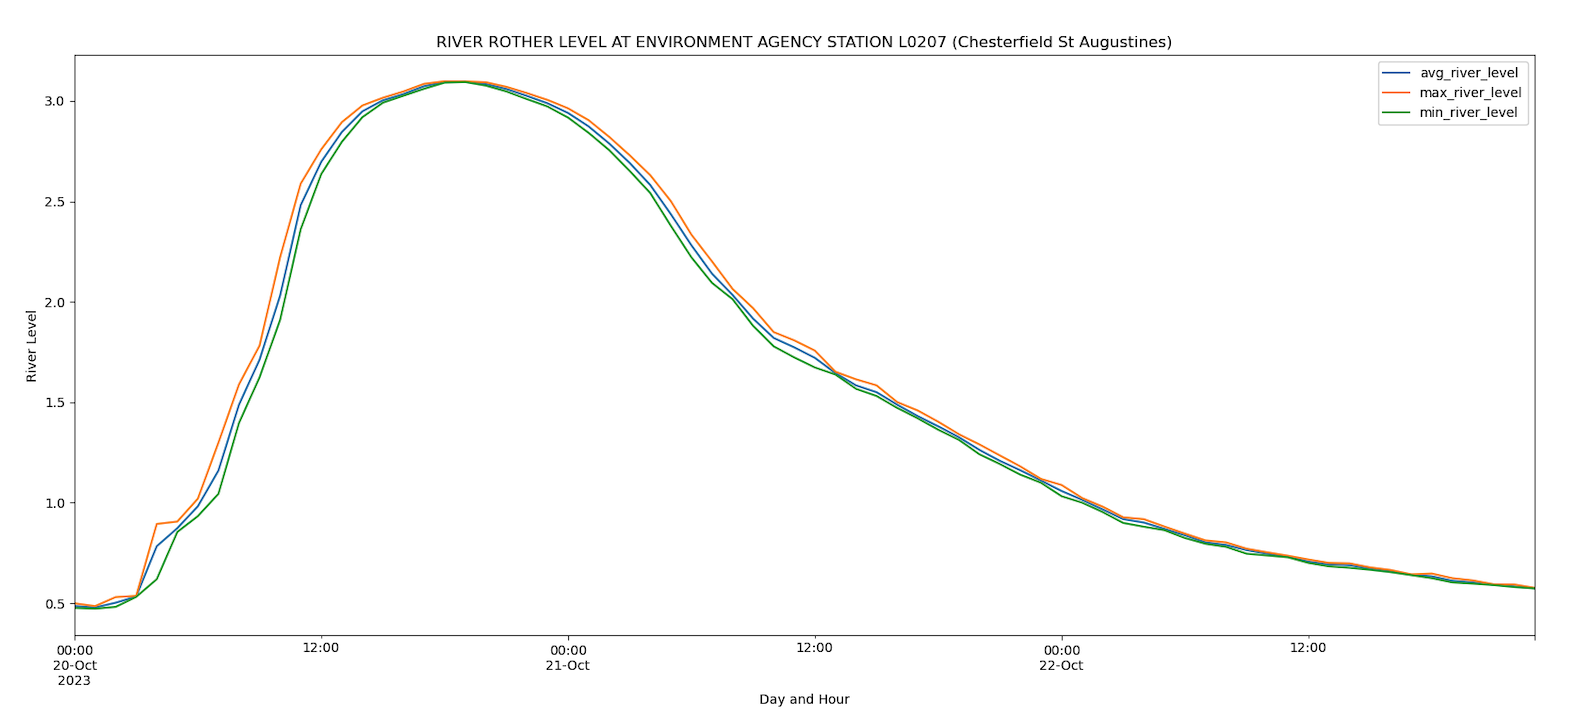 RIVER ROTHER LEVEL AT ENVIRONMENT AGENCY STATION L0207 (Chesterfield St Augustines)
avg_river_level
max_river_level
min_river_level
River Level
3.0
2.5
2.0
1.5
1.0
0.5
00:00
20-Oct
2023
12:00
00:00
21-Oct
12:00
00:00
22-Oct
12:00
Day and Hour